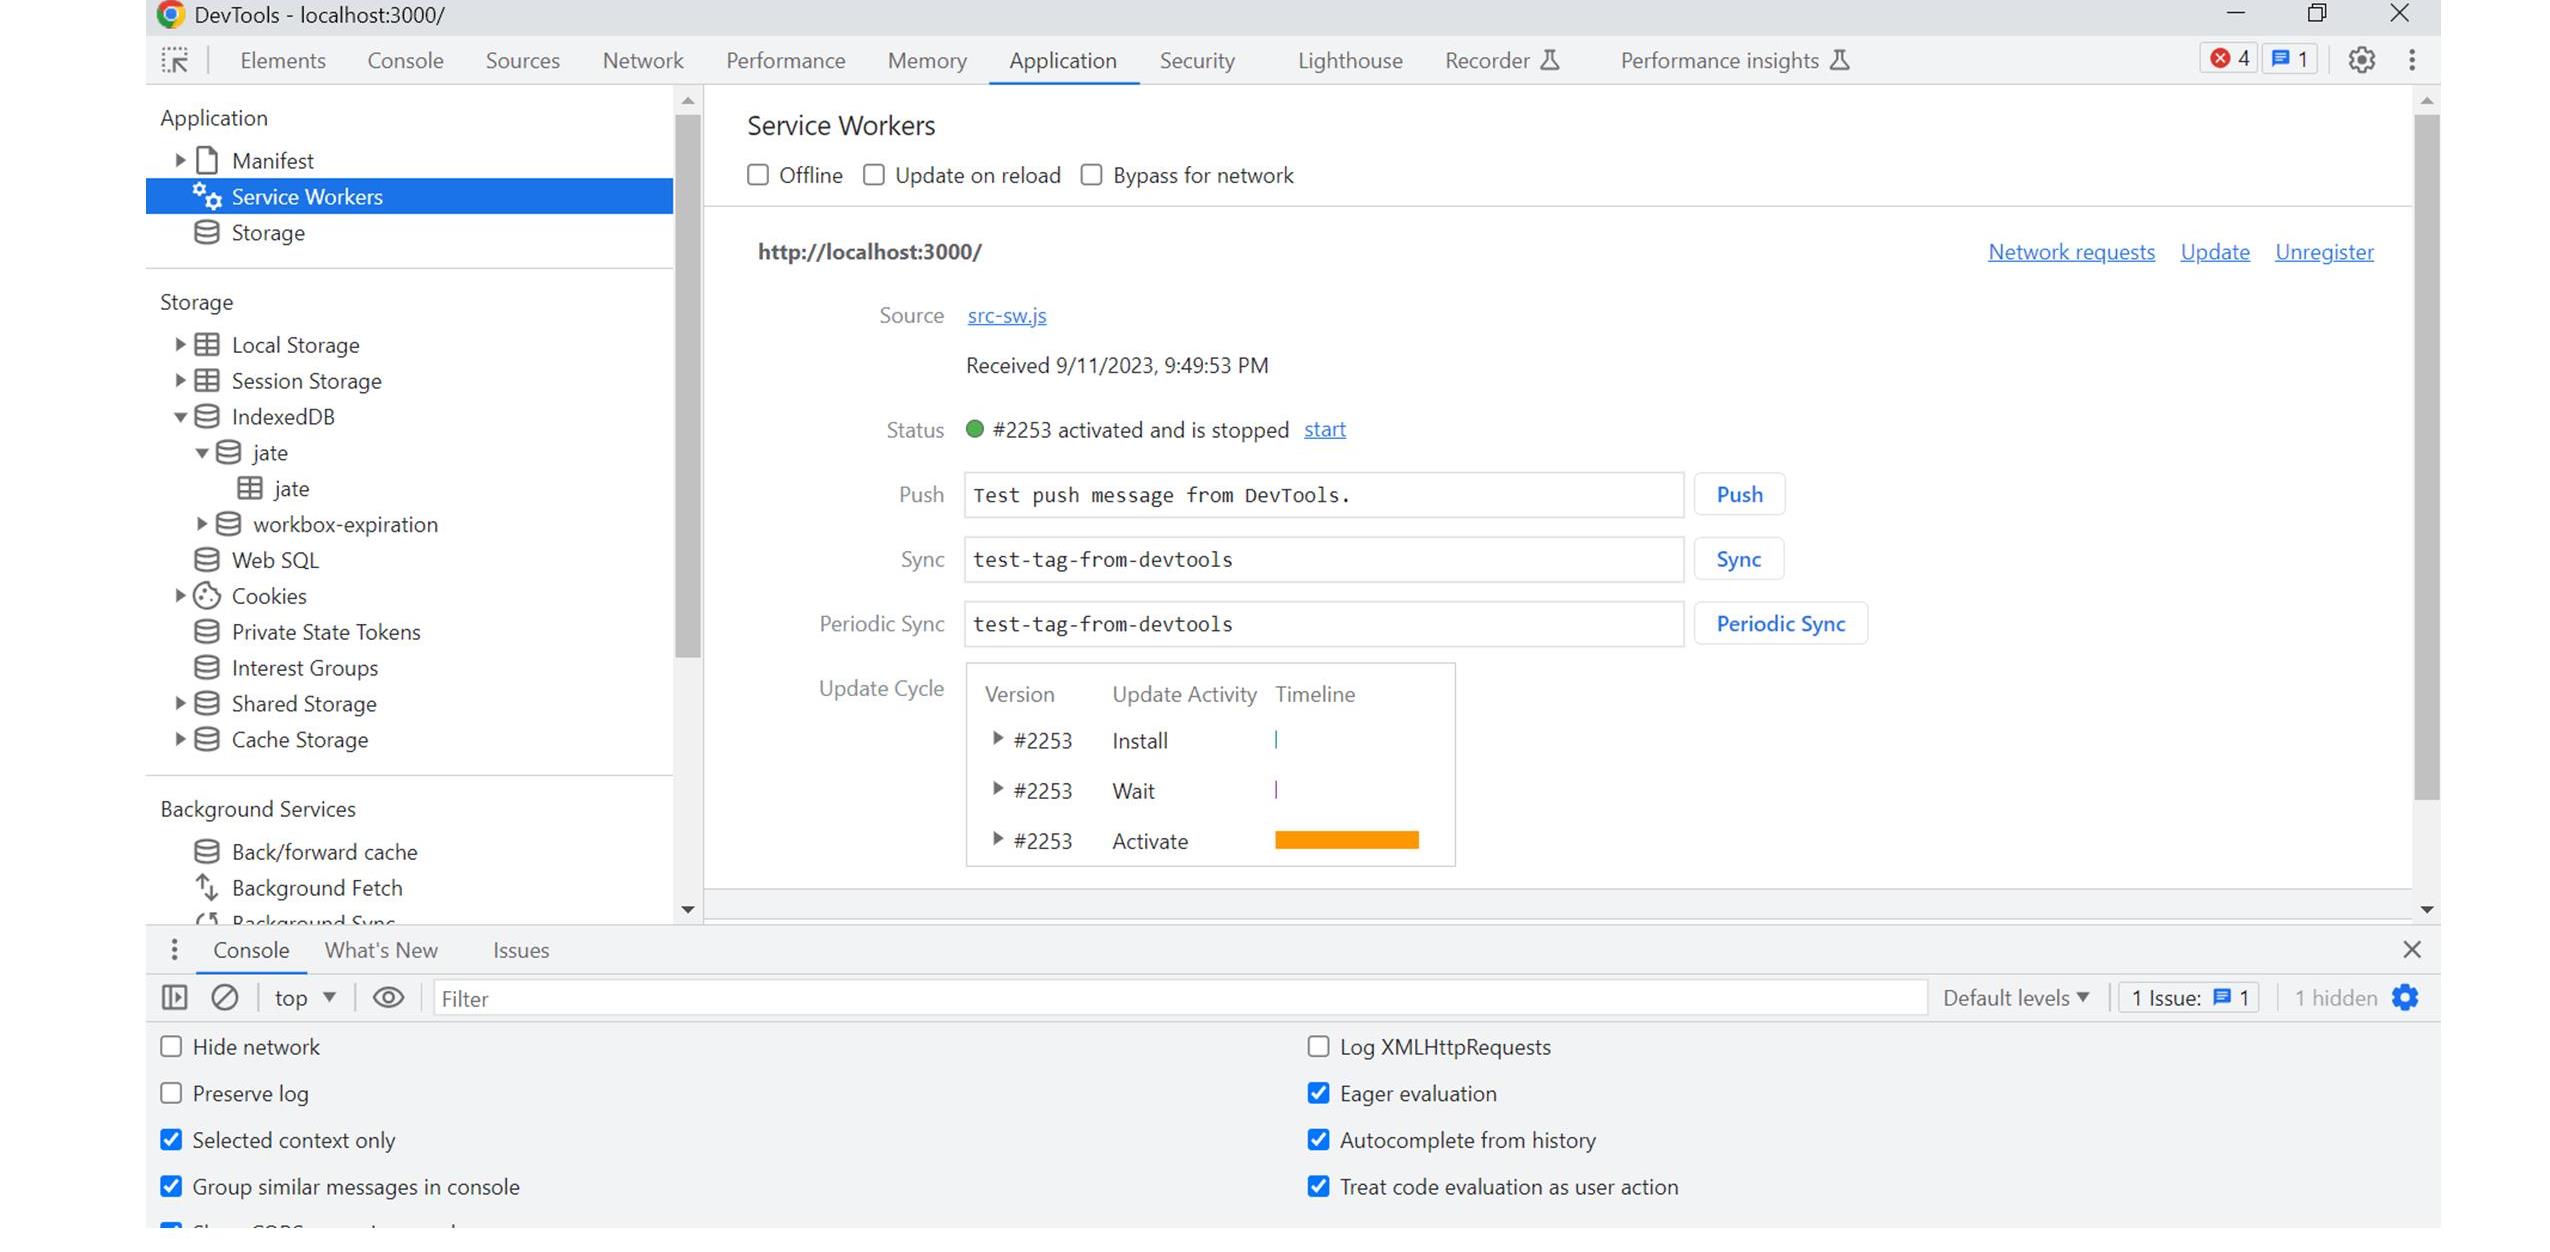 DevTools - localhost:3000/
Elements Console Sources Network Performance Memory Application Security Lighthouse Recorder Performance insights 4 1
Application
Manifest
Service Workers
Storage
Storage
Local Storage
Session Storage
IndexedDB
jate
jate
workbox-expiration
Web SQL
Cookies
Private State Tokens
Interest Groups
Shared Storage
Cache Storage
Background Services
Back/forward cache
Background Fetch
Background Sync
Service Workers
Offline Update on reload Bypass for network
http://localhost:3000/ Network requests Update Unregister
Source src-sw.js
Received 9/11/2023, 9:49:53 PM
Status #2253 activated and is stopped start
Push Test push message from DevTools. Push
Sync test-tag-from-devtools Sync
Periodic Sync test-tag-from-devtools Periodic Sync
Update Cycle Version Update Activity Timeline
#2253 Install
#2253 Wait
#2253 Activate
Console What's New Issues
top Filter Default levels 1 Issue: 1 1 hidden
Hide network Log XMLHttpRequests
Preserve log Eager evaluation
Selected context only Autocomplete from history
Group similar messages in console Treat code evaluation as user action